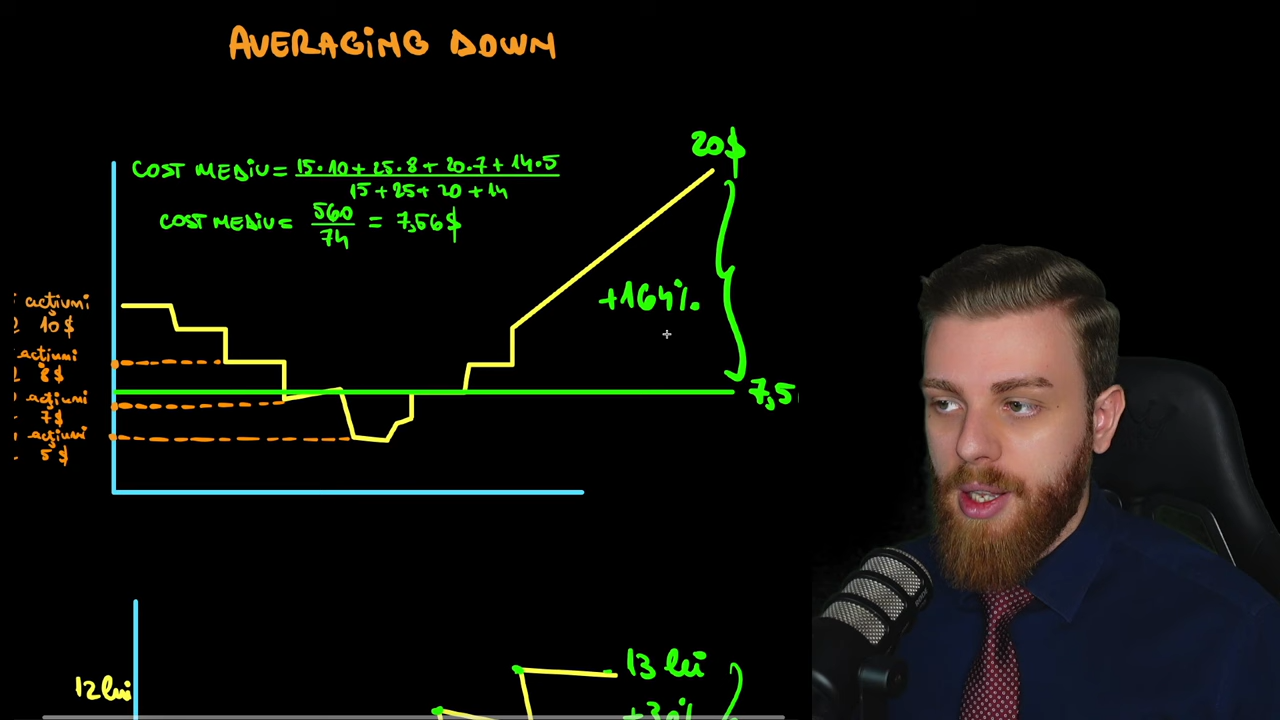 AVERAGING DOWN
20$
COST MEDIU = 15·10 + 25·8 + 20·7 + 14·5
15 + 25 + 20 + 14
COST MEDIU = 560
74
= 7,56$
+164%
acțiuni
10$
acțiuni
8$
acțiuni
7$
acțiuni
5$
7,5
13 lei
12 lei
+30%